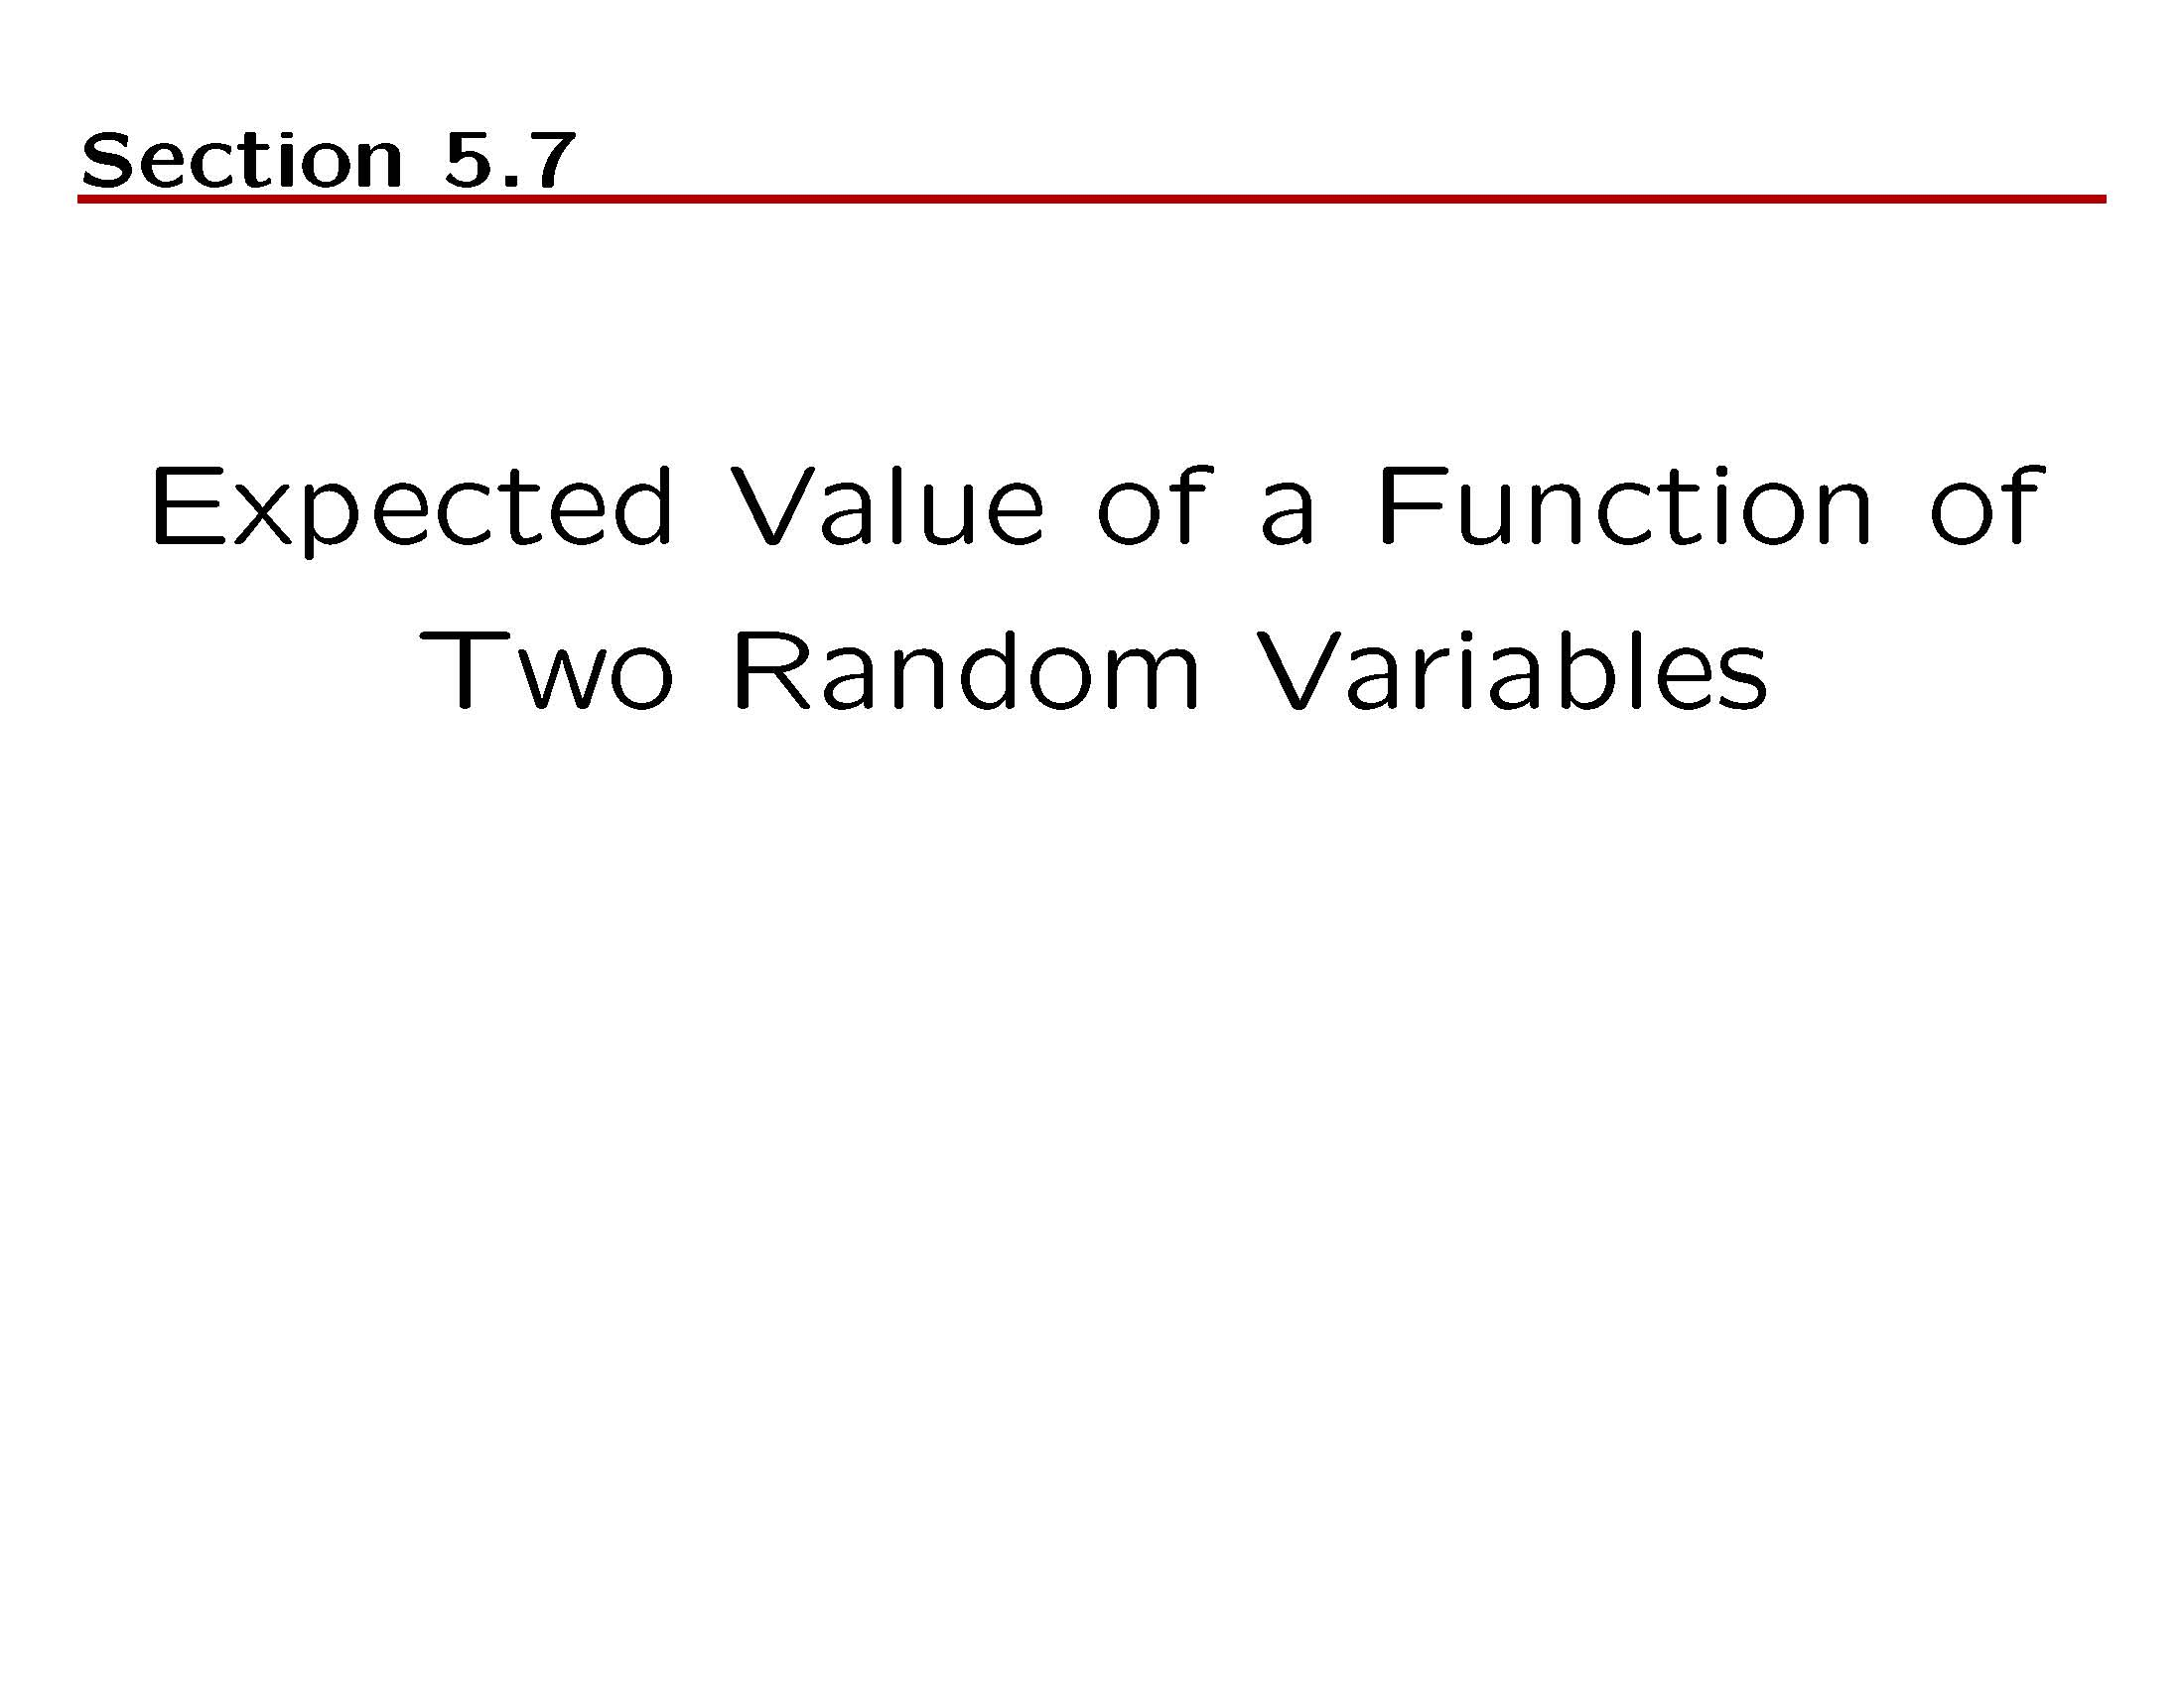 Section 5.7
Expected Value of a Function of
Two Random Variables